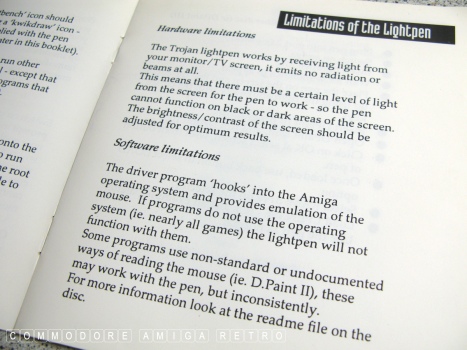 tbench' icon should
a 'kwikdraw' icon -
plied with the pen
ater in this booklet).
run other
l - except that
ograms that
onto the
o run
e root
le to
Limitations of the Lightpen
Hardware limitations
The Trojan lightpen works by receiving light from
your monitor/TV screen, it emits no radiation or
beams at all.
This means that there must be a certain level of light
from the screen for the pen to work - so the pen
cannot function on black or dark areas of the screen.
The brightness/contrast of the screen should be
adjusted for optimum results.
Software limitations
The driver program 'hooks' into the Amiga
operating system and provides emulation of the
mouse. If programs do not use the operating
system (ie. nearly all games) the lightpen will not
function with them.
Some programs use non-standard or undocumented
ways of reading the mouse (ie. D.Paint II), these
may work with the pen, but inconsistently.
For more information look at the readme file on the
disc.
COMMODORE AMIGA RETRO